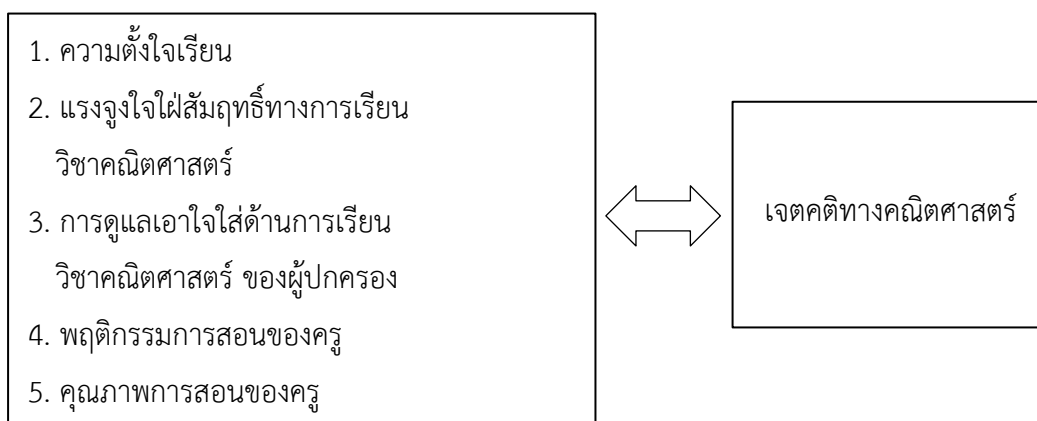 1. ความตั้งใจเรียน
2. แรงจูงใจใฝ่สัมฤทธิ์ทางการเรียน
วิชาคณิตศาสตร์
3. การดูแลเอาใจใส่ด้านการเรียน
วิชาคณิตศาสตร์ ของผู้ปกครอง
4. พฤติกรรมการสอนของครู
5. คุณภาพการสอนของครู
เจตคติทางคณิตศาสตร์